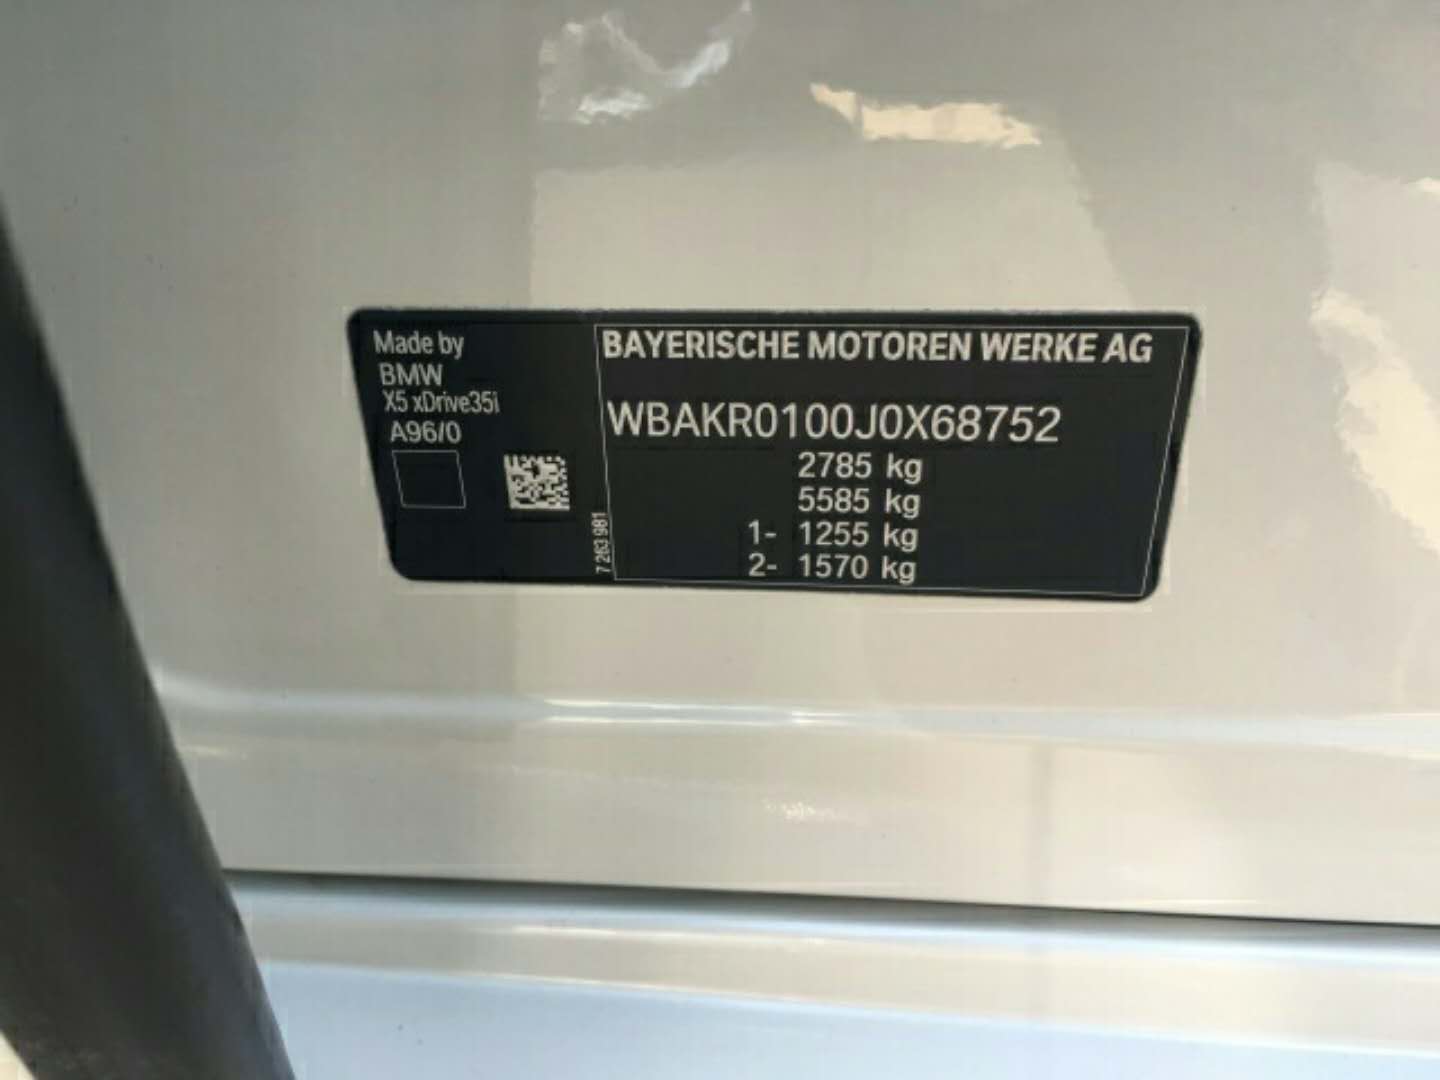 Made by
BMW
X5 xDrive35i
A96/0
7 263 981
BAYERISCHE MOTOREN WERKE AG
WBAKR0100J0X68752
2785 kg
5585 kg
1- 1255 kg
2- 1570 kg